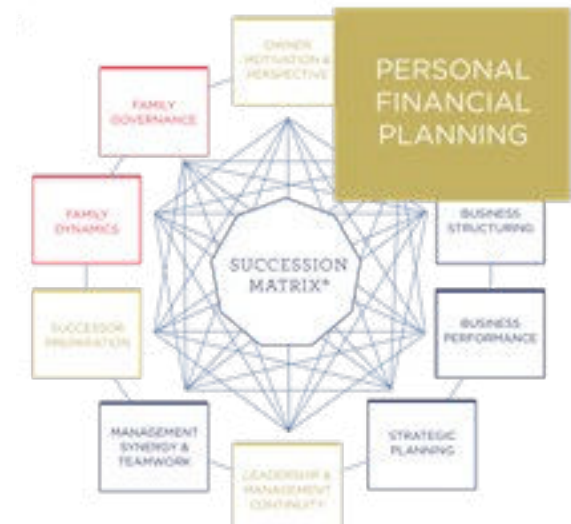 OWNER
MOTIVATION &
PERSPECTIVE
PERSONAL
FINANCIAL
PLANNING
FAMILY
GOVERNANCE
FAMILY
DYNAMICS
BUSINESS
STRUCTURING
SUCCESSION
MATRIX®
SUCCESSOR
PREPARATION
BUSINESS
PERFORMANCE
MANAGEMENT
SYNERGY &
TEAMWORK
STRATEGIC
PLANNING
LEADERSHIP &
MANAGEMENT
CONTINUITY